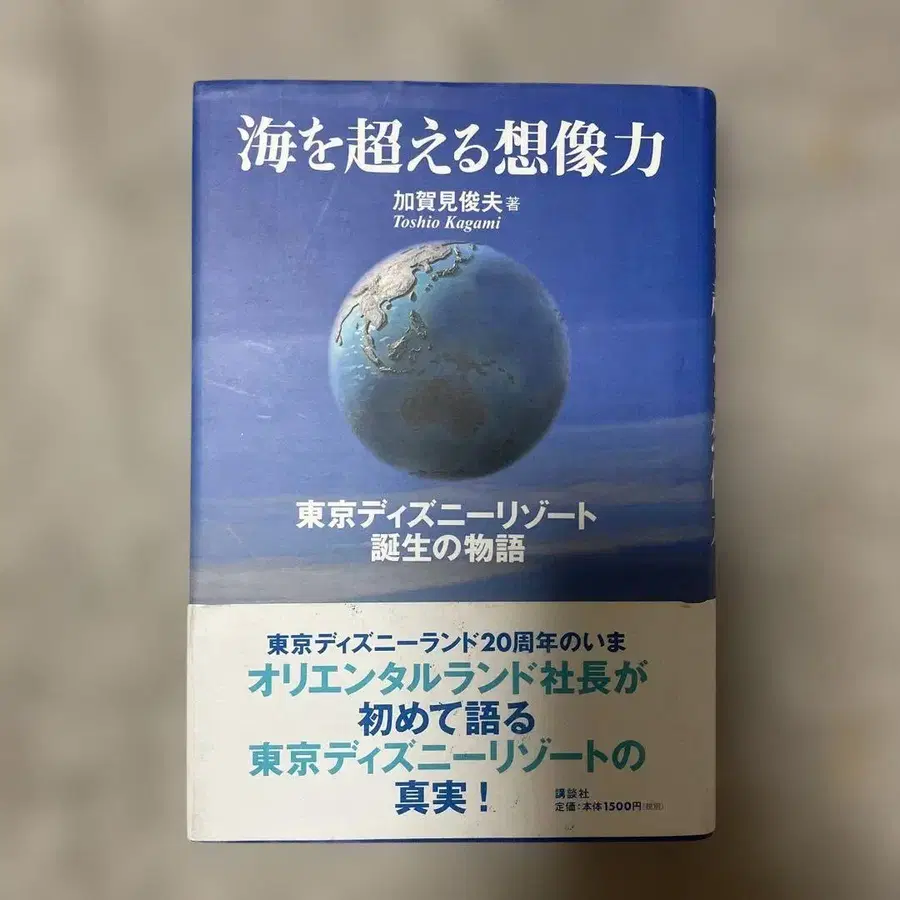 海を超える想像力
加賀見俊夫 著
Toshio Kagami
東京ディズニーリゾート
誕生の物語
東京ディズニーランド20周年のいま
オリエンタルランド社長が
初めて語る
東京ディズニーリゾートの
真実！
講談社
定価：本体1500円（税別）